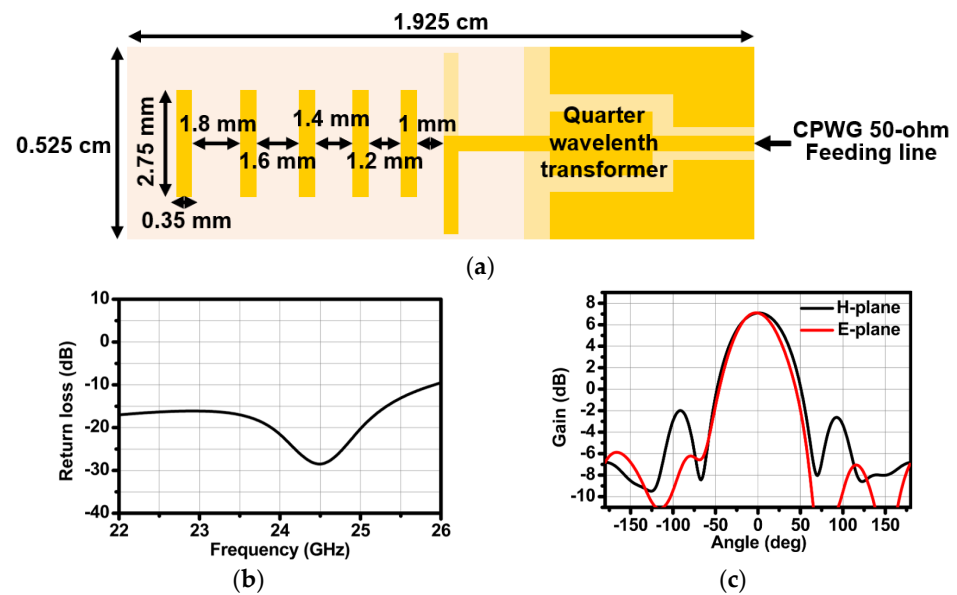 1.925 cm
0.525 cm
2.75 mm
0.35 mm
1.8 mm
1.6 mm
1.4 mm
1.2 mm
1 mm
Quarter
wavelenth
transformer
CPWG 50-ohm
Feeding line
(a)
Return loss (dB)
10
0
-10
-20
-30
-40
22 23 24 25 26
Frequency (GHz)
(b)
Gain (dB)
8
6
4
2
0
-2
-4
-6
-8
-10
H-plane
E-plane
-150 -100 -50 0 50 100 150
Angle (deg)
(c)